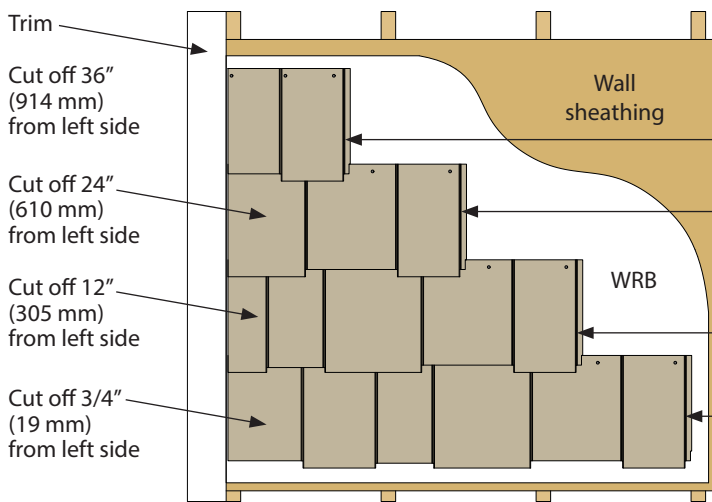 Trim
Cut off 36”
(914 mm)
from left side
Wall
sheathing
Cut off 24”
(610 mm)
from left side
WRB
Cut off 12”
(305 mm)
from left side
Cut off 3/4”
(19 mm)
from left side